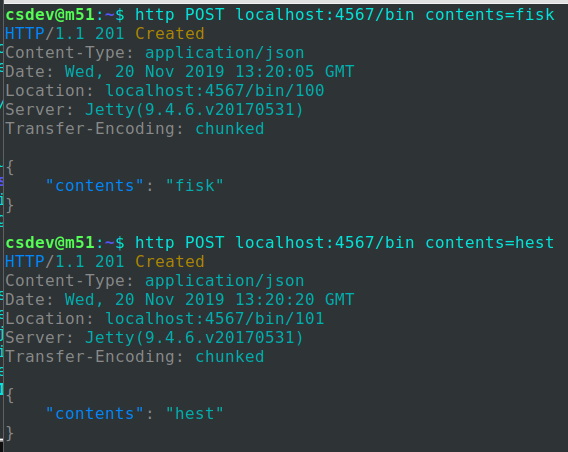 csdev@m51:~$ http POST localhost:4567/bin contents=fisk
HTTP/1.1 201 Created
Content-Type: application/json
Date: Wed, 20 Nov 2019 13:20:05 GMT
Location: localhost:4567/bin/100
Server: Jetty(9.4.6.v20170531)
Transfer-Encoding: chunked

{
    "contents": "fisk"
}

csdev@m51:~$ http POST localhost:4567/bin contents=hest
HTTP/1.1 201 Created
Content-Type: application/json
Date: Wed, 20 Nov 2019 13:20:20 GMT
Location: localhost:4567/bin/101
Server: Jetty(9.4.6.v20170531)
Transfer-Encoding: chunked

{
    "contents": "hest"
}